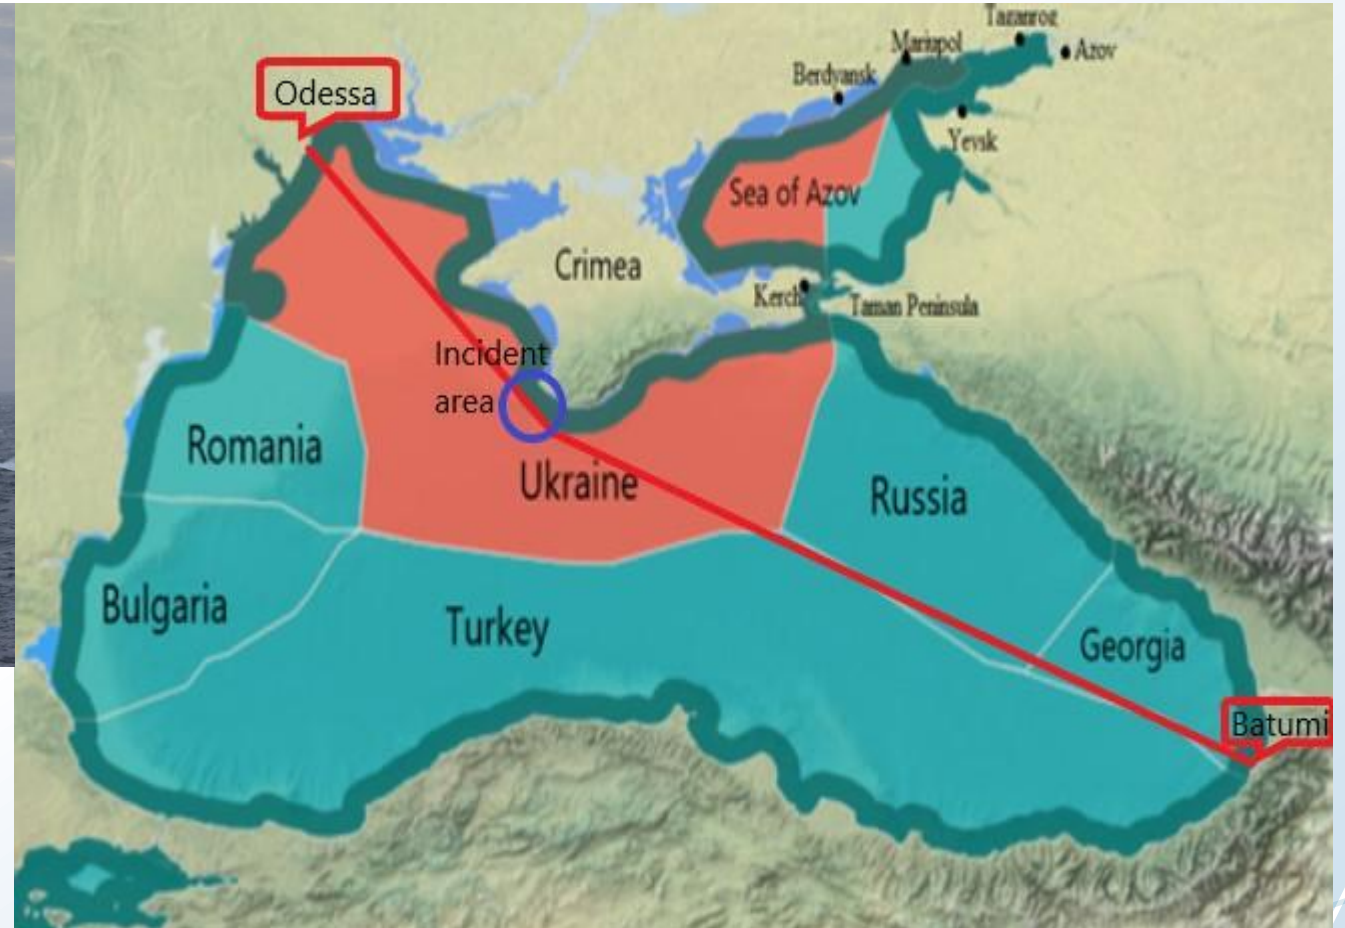 Taganrog
Mariupol
Azov
Berdyansk
Odessa
Yeysk
Sea of Azov
Crimea
Kerch
Taman Peninsula
Incident
area
Romania
Ukraine
Russia
Bulgaria
Turkey
Georgia
Batumi